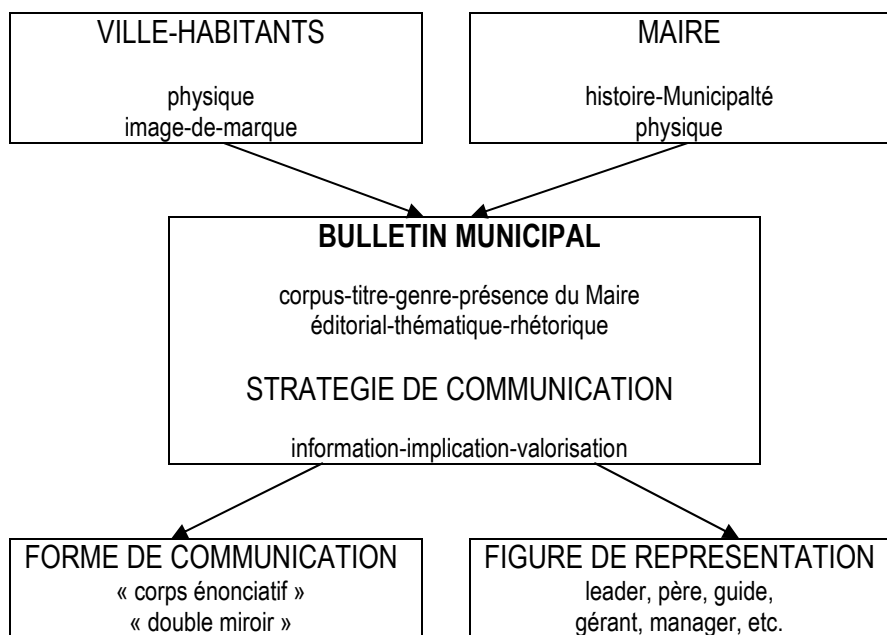 VILLE-HABITANTS
physique
image-de-marque
MAIRE
histoire-Municipalté
physique
BULLETIN MUNICIPAL
corpus-titre-genre-présence du Maire
éditorial-thématique-rhétorique
STRATEGIE DE COMMUNICATION
information-implication-valorisation
FORME DE COMMUNICATION
« corps énonciatif »
« double miroir »
FIGURE DE REPRESENTATION
leader, père, guide,
gérant, manager, etc.